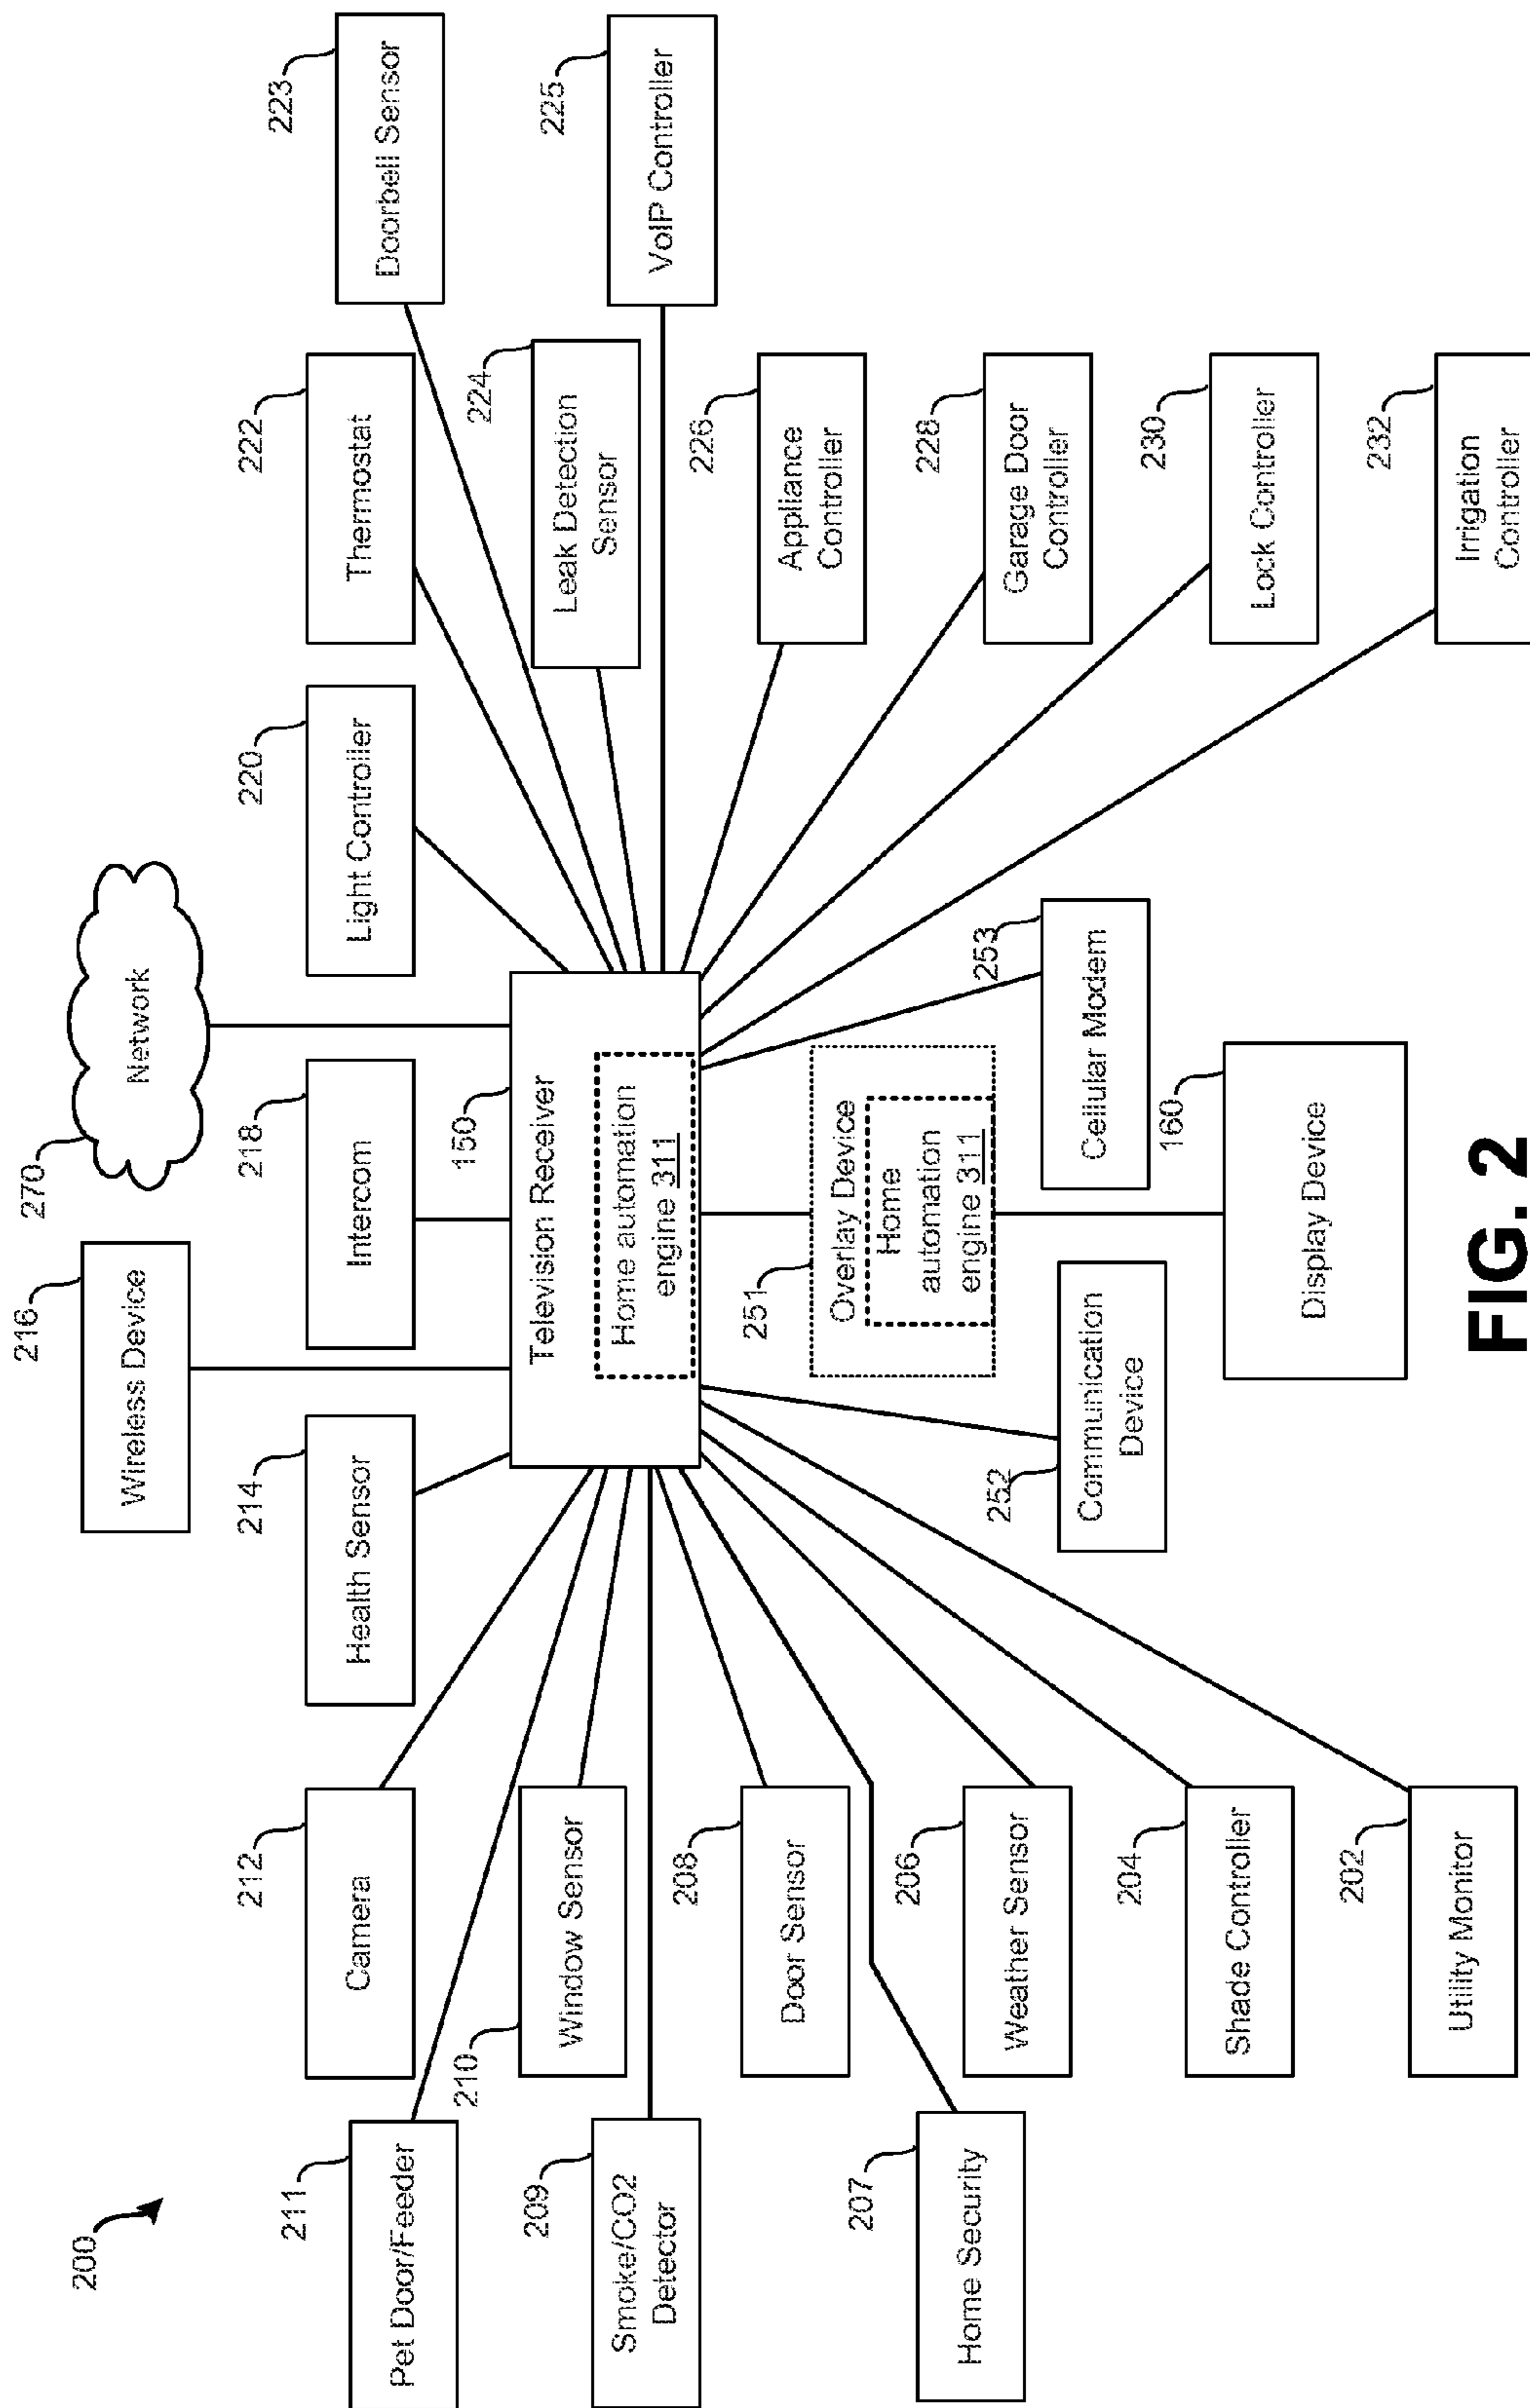 200
270
Network
216
Wireless Device
218
Intercom
214
Health Sensor
220
Light Controller
222
Thermostat
223
Doorbell Sensor
212
Camera
211
Pet Door/Feeder
210
Window Sensor
209
Smoke/CO2
Detector
208
Door Sensor
207
Home Security
206
Weather Sensor
204
Shade Controller
202
Utility Monitor
150
Television Receiver
Home automation
engine 311
224
Leak Detection
Sensor
225
VoIP Controller
226
Appliance
Controller
228
Garage Door
Controller
230
Lock Controller
232
Irrigation
Controller
251
Overlay Device
Home
automation
engine 311
252
Communication
Device
253
Cellular Modem
160
Display Device
FIG. 2